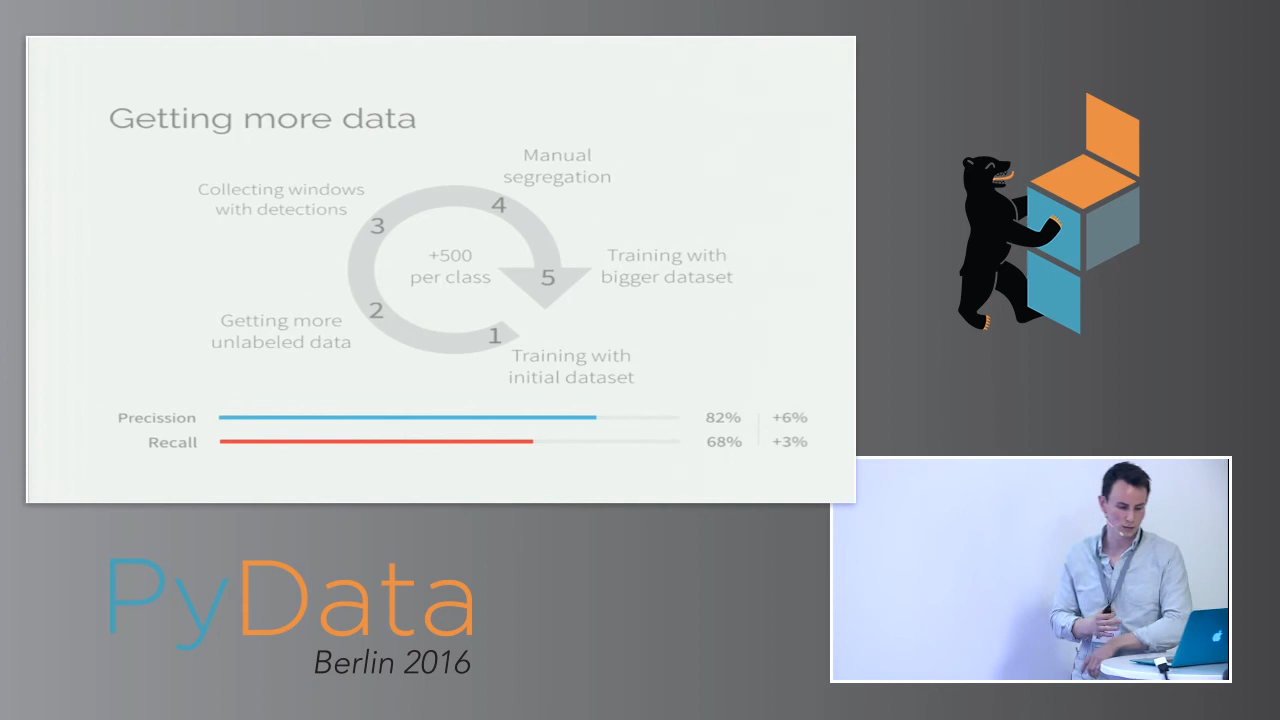 Getting more data
Manual
segregation
Collecting windows
with detections
4
3
+500
per class
Training with
bigger dataset
5
2
Getting more
unlabeled data
1
Training with
initial dataset
Precission 82% +6%
Recall 68% +3%
PyData
Berlin 2016